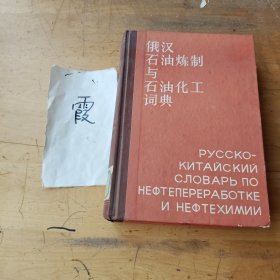 霞
俄汉
石油炼制
与
石油化工
词典
РУССКО-
КИТАЙСКИЙ
СЛОВАРЬ ПО
НЕФТЕПЕРЕРАБОТКЕ
И НЕФТЕХИМИИ